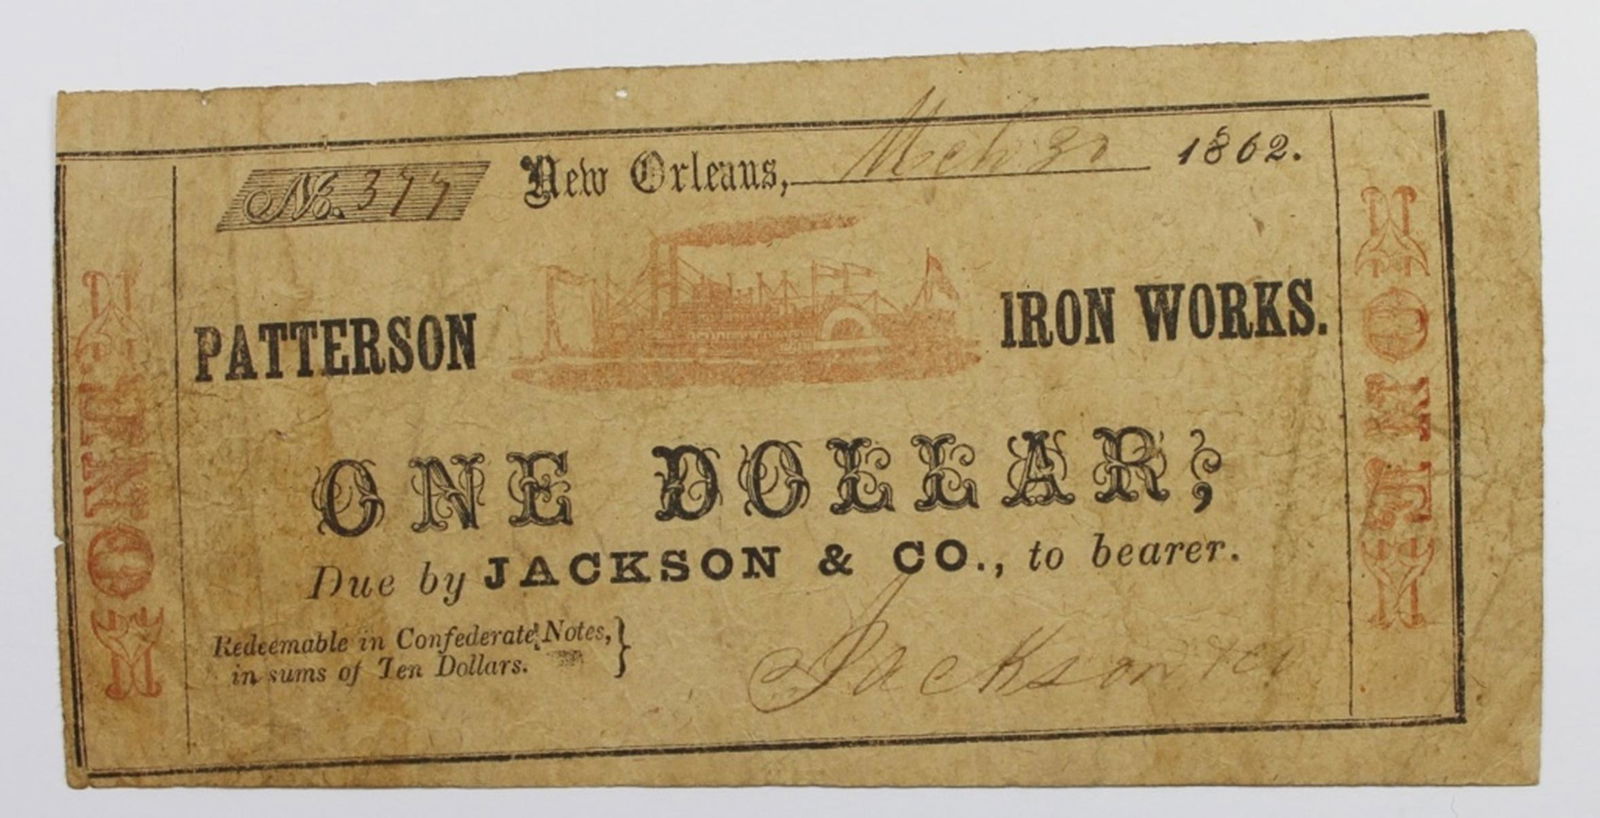 No. 377 New Orleans, Mch 20 1862.
PATTERSON IRON WORKS.
ONE DOLLAR;
Due by JACKSON & CO., to bearer.
Redeemable in Confederate Notes,
in sums of Ten Dollars.
Jackson & Co
ONE
ONE